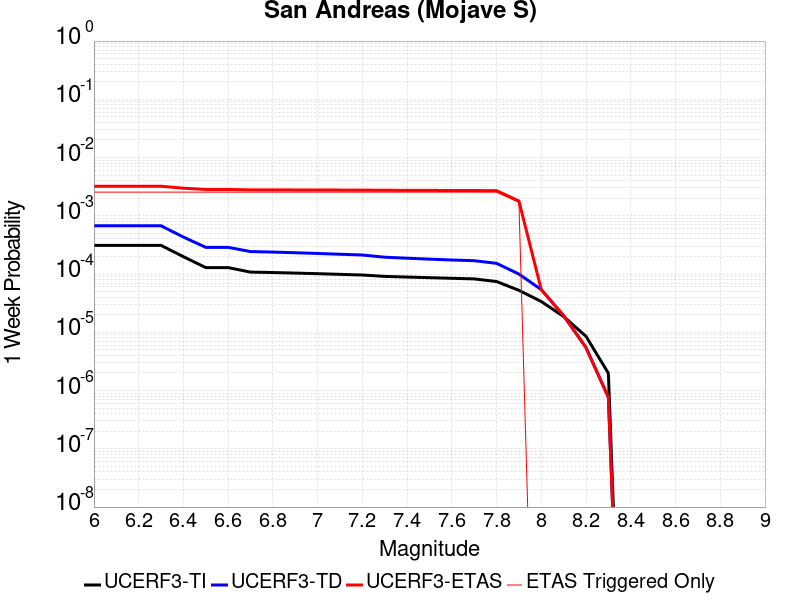 San Andreas (Mojave S)
10^0
10^-1
10^-2
10^-3
10^-4
10^-5
10^-6
10^-7
10^-8
1 Week Probability
6 6.2 6.4 6.6 6.8 7 7.2 7.4 7.6 7.8 8 8.2 8.4 8.6 8.8 9
Magnitude
UCERF3-TI UCERF3-TD UCERF3-ETAS ETAS Triggered Only